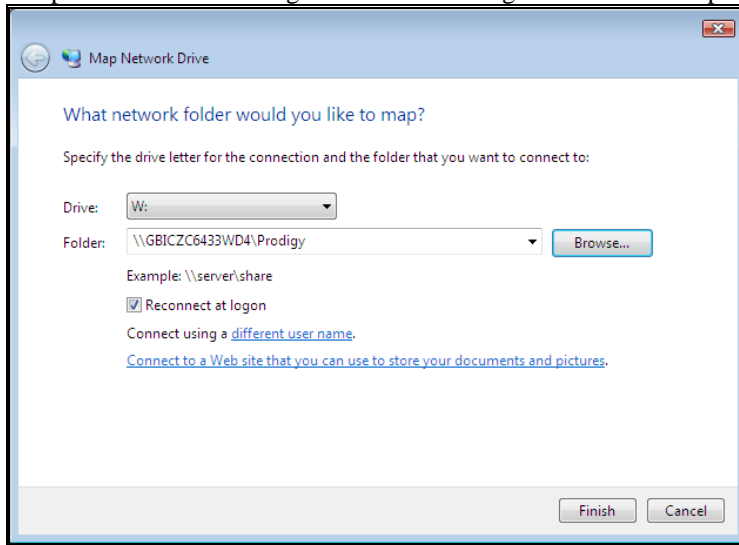 Map Network Drive
What network folder would you like to map?
Specify the drive letter for the connection and the folder that you want to connect to:
Drive: W:
Folder: \\GBICZC6433WD4\Prodigy Browse...
Example: \\server\share
Reconnect at logon
Connect using a different user name.
Connect to a Web site that you can use to store your documents and pictures.
Finish Cancel